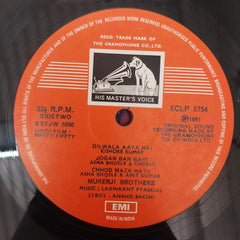 REGD. TRADE MARK OF
THE GRAMOPHONE CO., LTD.
HIS MASTER'S VOICE
33⅓ R.P.M.
SIDE TWO
6XXJW 5890
HINDI FILM :
FIFTY FIFTY
ECLP 5754
℗1981
ORIGINAL SOUND
RECORDING MADE BY
THE GRAMOPHONE
CO. OF INDIA LTD.
DILWALA AAYA HAI
KISHORE KUMAR
JOGAN BAN GAYI
ASHA BHOSLE & CHORUS
CHHOD MAZA HATH
ASHA BHOSLE & AMIT KUMAR
MUKERJI BROTHERS
MUSIC : LAXMIKANT PYARELAL
LYRICS : ANAND BAKSHI
EMI
MADE IN INDIA